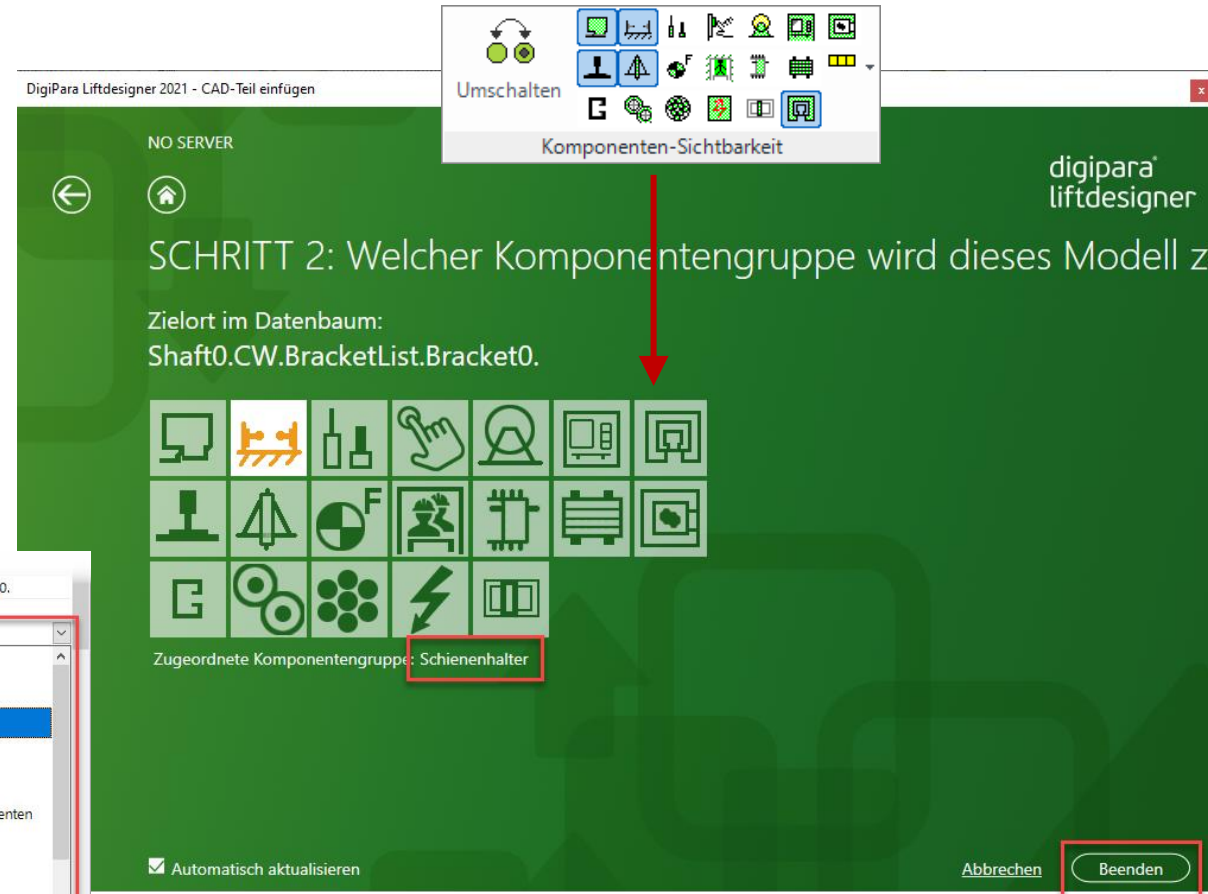 Umschalten
F
Komponenten-Sichtbarkeit
DigiPara Liftdesigner 2021 - CAD-Teil einfügen
x
NO SERVER
digipara
liftdesigner
SCHRITT 2: Welcher Komponentengruppe wird dieses Modell z
Zielort im Datenbaum:
Shaft0.CW.BracketList.Bracket0.
F
Zugeordnete Komponentengruppe: Schienenhalter
0.
enten
Automatisch aktualisieren
Abbrechen
Beenden